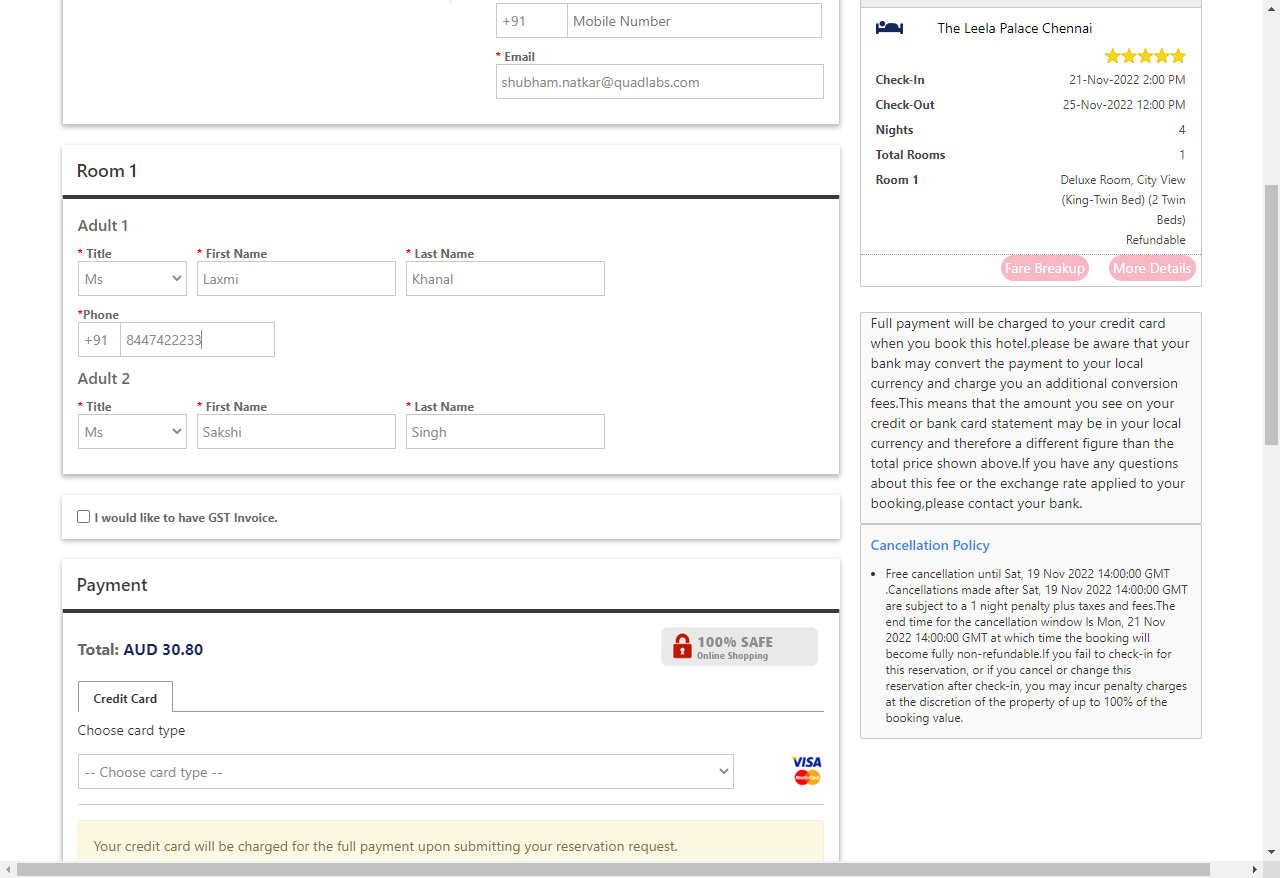 +91 Mobile Number
* Email
shubham.natkar@quadlabs.com
Room 1
Adult 1
* Title * First Name * Last Name
Ms Laxmi Khanal
*Phone
+91 8447422233
Adult 2
* Title * First Name * Last Name
Ms Sakshi Singh
I would like to have GST Invoice.
Payment
Total: AUD 30.80
100% SAFE
Online Shopping
Credit Card
Choose card type
-- Choose card type --
VISA
MasterCard
Your credit card will be charged for the full payment upon submitting your reservation request.
The Leela Palace Chennai
Check-In 21-Nov-2022 2:00 PM
Check-Out 25-Nov-2022 12:00 PM
Nights 4
Total Rooms 1
Room 1 Deluxe Room, City View
(King-Twin Bed) (2 Twin
Beds)
Refundable
Fare Breakup More Details
Full payment will be charged to your credit card
when you book this hotel.please be aware that your
bank may convert the payment to your local
currency and charge you an additional conversion
fees.This means that the amount you see on your
credit or bank card statement may be in your local
currency and therefore a different figure than the
total price shown above.If you have any questions
about this fee or the exchange rate applied to your
booking,please contact your bank.
Cancellation Policy
• Free cancellation until Sat, 19 Nov 2022 14:00:00 GMT
.Cancellations made after Sat, 19 Nov 2022 14:00:00 GMT
are subject to a 1 night penalty plus taxes and fees.The
end time for the cancellation window Is Mon, 21 Nov
2022 14:00:00 GMT at which time the booking will
become fully non-refundable.If you fail to check-in for
this reservation, or if you cancel or change this
reservation after check-in, you may incur penalty charges
at the discretion of the property of up to 100% of the
booking value.